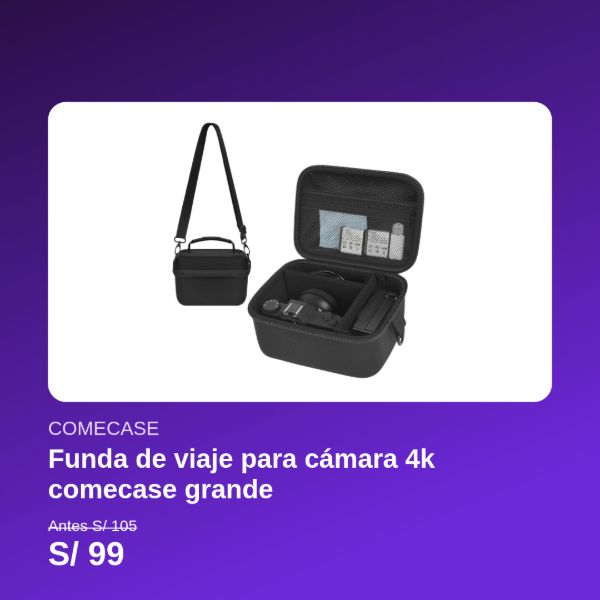 COMECASE
Funda de viaje para cámara 4k
comecase grande
Antes S/ 105
S/ 99